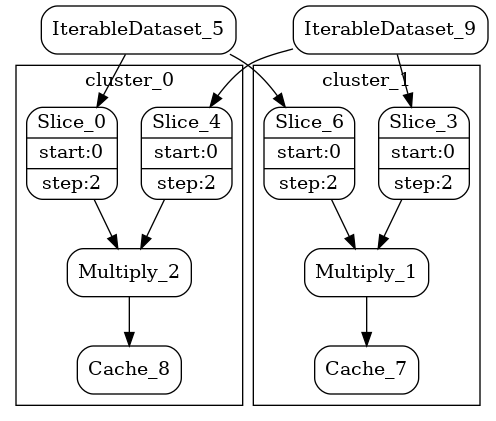 IterableDataset_5
IterableDataset_9
cluster_0
cluster_1
Slice_0
start:0
step:2
Slice_4
start:0
step:2
Slice_6
start:0
step:2
Slice_3
start:0
step:2
Multiply_2
Multiply_1
Cache_8
Cache_7